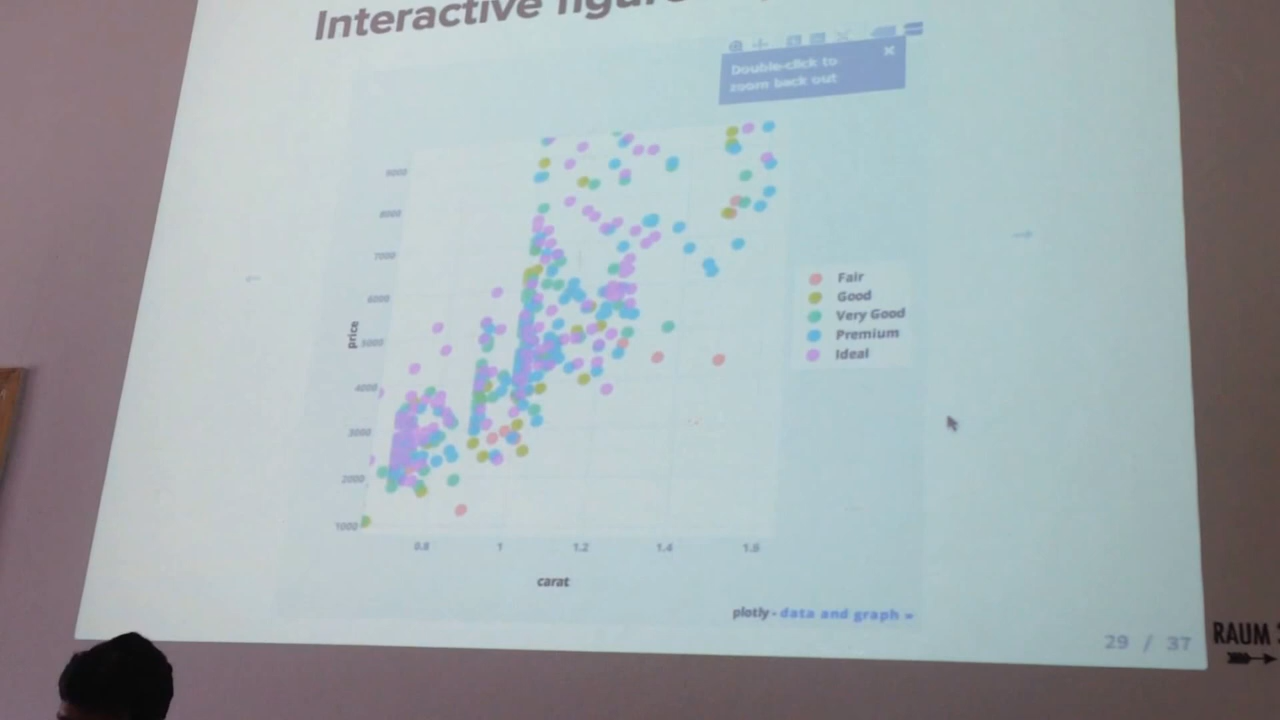 Interactive figure
Double-click to
zoom back out
9000
8000
7000
6000
5000
4000
3000
2000
1000
price
0.8 1 1.2 1.4 1.6
carat
Fair
Good
Very Good
Premium
Ideal
plotly - data and graph »
29 / 37
RAUM